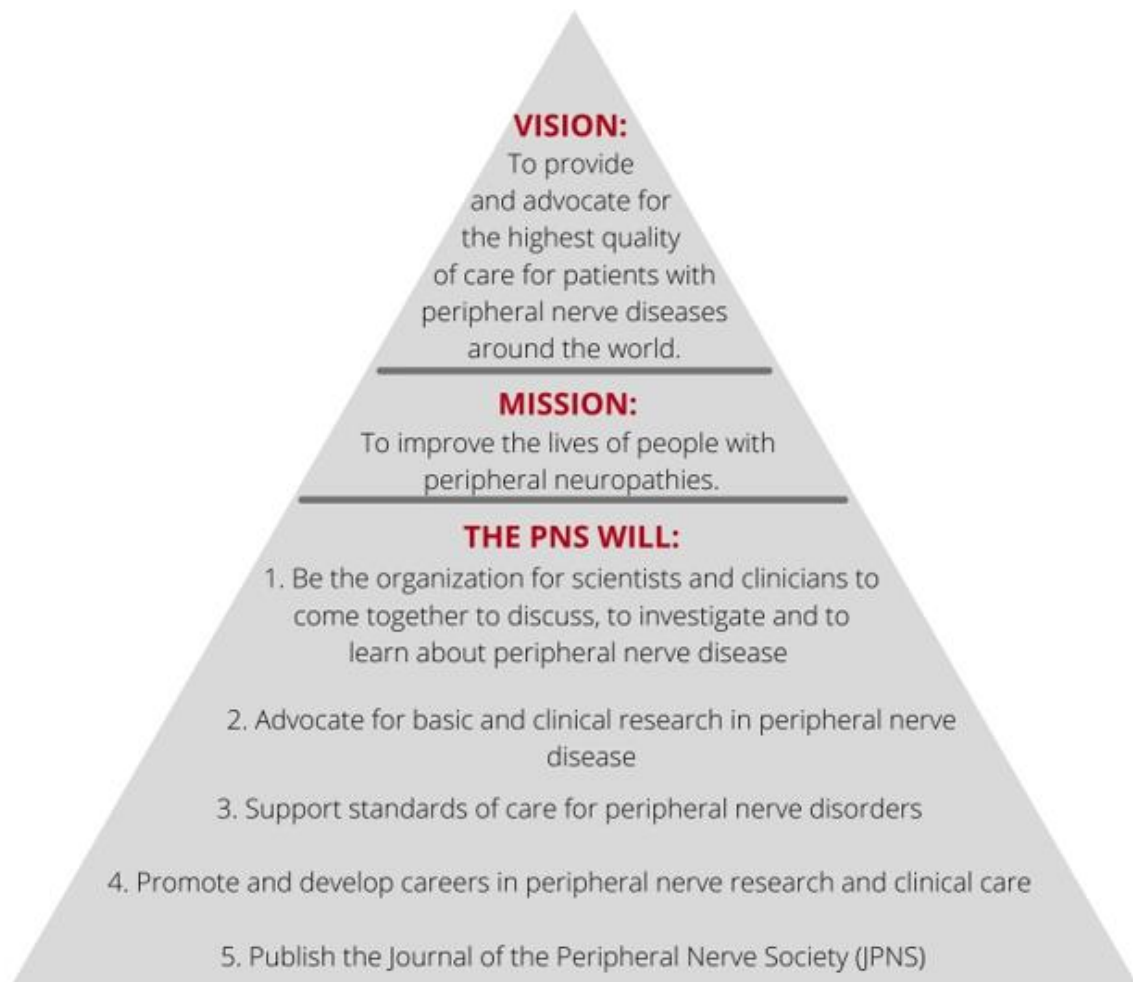 VISION:
To provide
and advocate for
the highest quality
of care for patients with
peripheral nerve diseases
around the world.
MISSION:
To improve the lives of people with
peripheral neuropathies.
THE PNS WILL:
1. Be the organization for scientists and clinicians to
come together to discuss, to investigate and to
learn about peripheral nerve disease
2. Advocate for basic and clinical research in peripheral nerve
disease
3. Support standards of care for peripheral nerve disorders
4. Promote and develop careers in peripheral nerve research and clinical care
5. Publish the Journal of the Peripheral Nerve Society (JPNS)